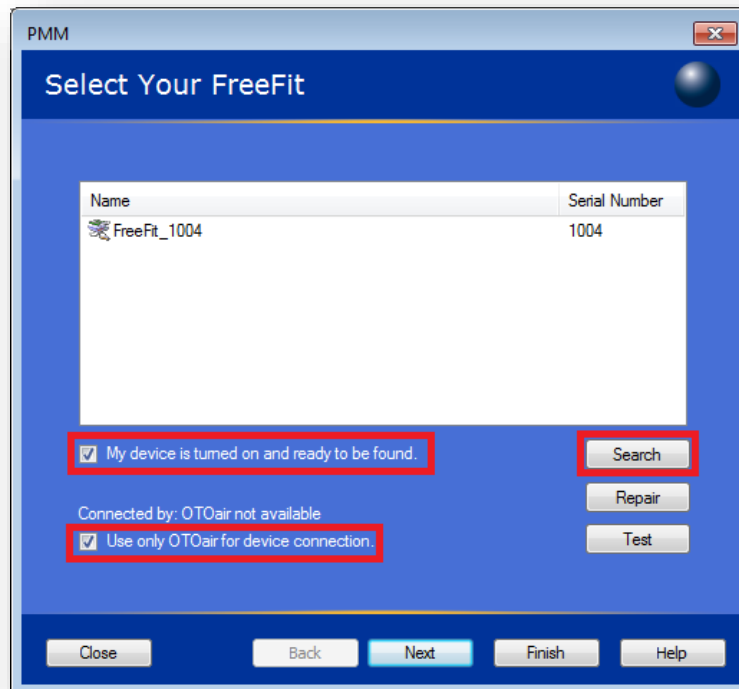 PMM
Select Your FreeFit
Name Serial Number
FreeFit_1004 1004
My device is turned on and ready to be found.
Search
Repair
Connected by: OTOair not available
Use only OTOair for device connection.
Test
Close Back Next Finish Help